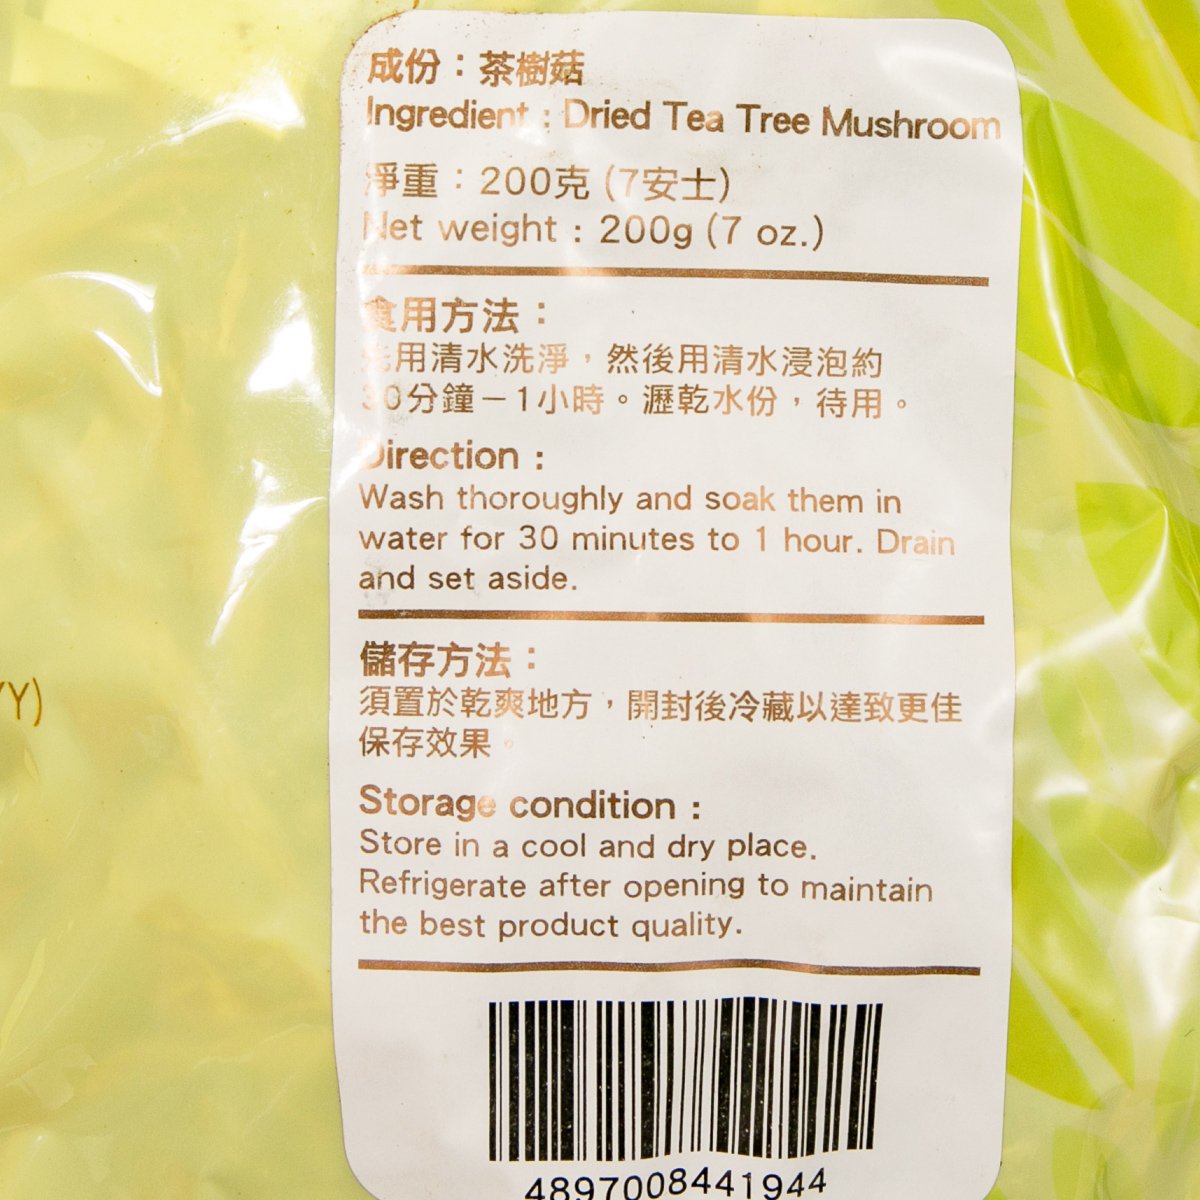 成份：茶樹菇
Ingredient : Dried Tea Tree Mushroom
淨重：200克 (7安士)
Net weight : 200g (7 oz.)
食用方法：
先用清水洗淨，然後用清水浸泡約
30分鐘－1小時。瀝乾水份，待用。
Direction :
Wash thoroughly and soak them in
water for 30 minutes to 1 hour. Drain
and set aside.
YY)
儲存方法：
須置於乾爽地方，開封後冷藏以達致更佳
保存效果。
Storage condition :
Store in a cool and dry place.
Refrigerate after opening to maintain
the best product quality.
4897008441944